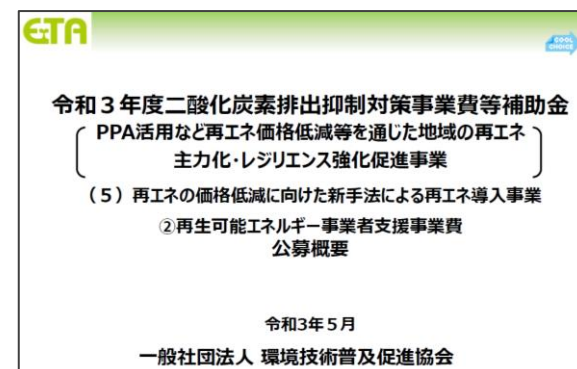 ETA
COOL CHOICE
令和3年度二酸化炭素排出抑制対策事業費等補助金
PPA活用など再エネ価格低減等を通じた地域の再エネ
主力化・レジリエンス強化促進事業
(5)再エネの価格低減に向けた新手法による再エネ導入事業
②再生可能エネルギー事業者支援事業費
公募概要
令和3年5月
一般社団法人 環境技術普及促進協会